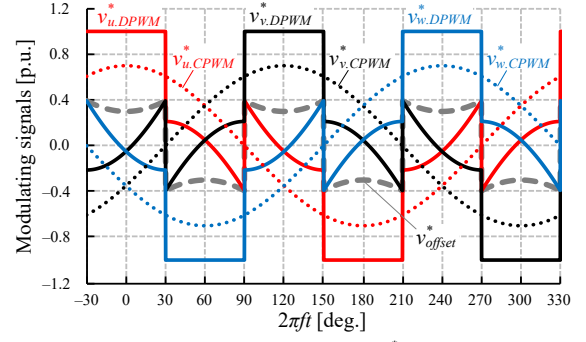 v*u.DPWM v*v.DPWM v*w.DPWM
v*u.CPWM v*v.CPWM v*w.CPWM
1.2
0.8
0.4
0.0
−0.4
−0.8
−1.2
Modulating signals [p.u.]
v*offset
−30 0 30 60 90 120 150 180 210 240 270 300 330
2πft [deg.]